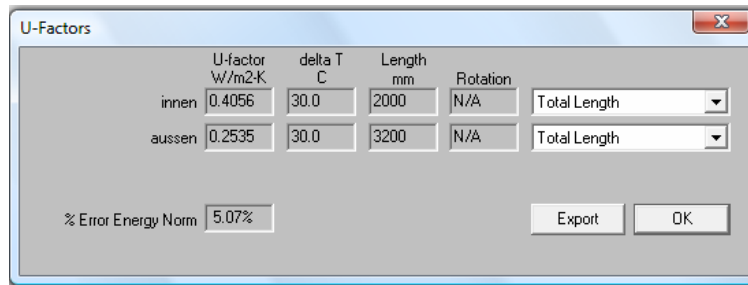 U-Factors
U-factor delta T Length
W/m2-K C mm Rotation
innen 0.4056 30.0 2000 N/A Total Length
aussen 0.2535 30.0 3200 N/A Total Length
% Error Energy Norm 5.07% Export OK